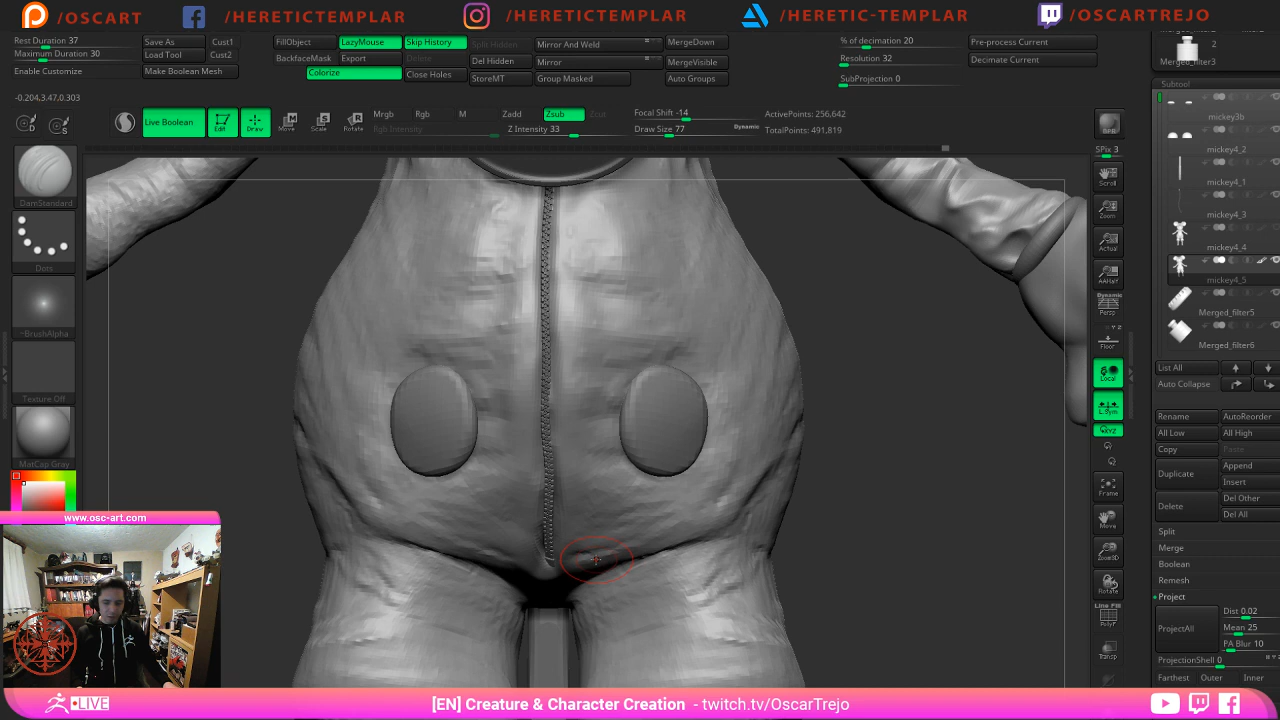 /OSCART
/HERETICTEMPLAR
/HERETICTEMPLAR
/HERETIC-TEMPLAR
/OSCARTREJO
Rest Duration 37
Maximum Duration 30
Enable Customize
Save As
Cust1
Load Tool
Cust2
Make Boolean Mesh
FillObject
LazyMouse
Skip History
Split Hidden
Mirror And Weld
MergeDown
BackfaceMask
Export
Delete
Del Hidden
Mirror
MergeVisible
Colorize
Close Holes
StoreMT
Group Masked
Auto Groups
% of decimation 20
Resolution 32
SubProjection 0
Pre-process Current
Decimate Current
2
Merged_filter3
-0.204,3.47,0.303
Live Boolean
Edit
Draw
Move
Scale
Rotate
Mrgb
Rgb
M
Zadd
Zsub
Zcut
Rgb Intensity
Z Intensity 33
Focal Shift -14
Draw Size 77
Dynamic
ActivePoints: 256,642
TotalPoints: 491,819
DamStandard
Dots
~BrushAlpha
Texture Off
MatCap Gray
BPR
SPix 3
Scroll
Zoom
Actual
AAHalf
Dynamic
Persp
Floor
Local
L.Sym
XYZ
Frame
Move
Zoom3D
Rotate
Line Fill
PolyF
Transp
Subtool
mickey3b
mickey4_2
mickey4_1
mickey4_3
mickey4_4
mickey4_5
Merged_filter5
Merged_filter6
List All
Auto Collapse
Rename
AutoReorder
All Low
All High
Copy
Paste
Duplicate
Append
Insert
Delete
Del Other
Del All
Split
Merge
Boolean
Remesh
Project
ProjectAll
Dist 0.02
Mean 25
PA Blur 10
ProjectionShell 0
Farthest
Outer
Inner
www.osc-art.com
LIVE
[EN] Creature & Character Creation - twitch.tv/OscarTrejo